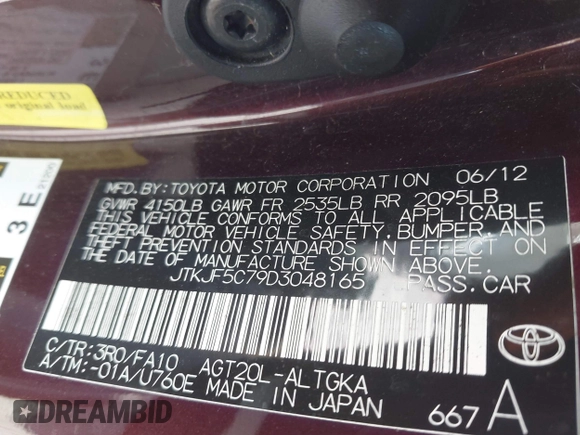 REDUCED
original load
3 E
MFD. BY: TOYOTA MOTOR CORPORATION 06/12
GVWR 4150LB GAWR FR 2535LB RR 2095LB
THIS VEHICLE CONFORMS TO ALL APPLICABLE
FEDERAL MOTOR VEHICLE SAFETY, BUMPER, AND
THEFT PREVENTION STANDARDS IN EFFECT ON
THE DATE OF MANUFACTURE SHOWN ABOVE.
JTKJF5C79D3048165 PASS. CAR
C/TR: 3R0/FA10 AGT20L-ALTGKA
A/TM: -01A/U760E MADE IN JAPAN 667 A
TOYOTA
DREAMBID